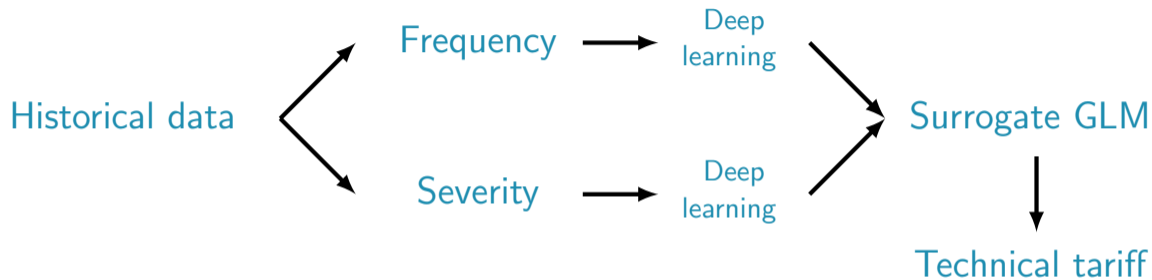 Historical data
Frequency
Deep
learning
Severity
Deep
learning
Surrogate GLM
Technical tariff